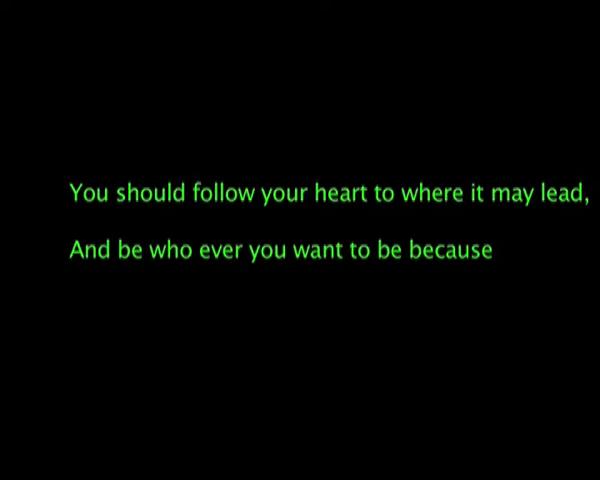 You should follow your heart to where it may lead,
And be who ever you want to be because